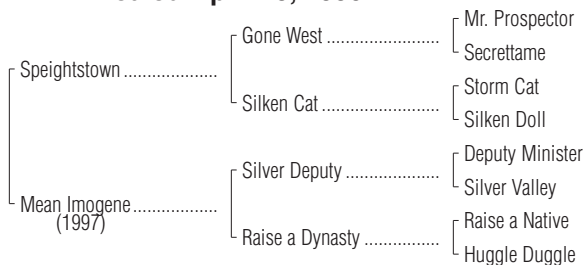 Mr. Prospector
Gone West
Secrettame
Speightstown
Storm Cat
Silken Cat
Silken Doll
Deputy Minister
Silver Deputy
Silver Valley
Mean Imogene
(1997)
Raise a Native
Raise a Dynasty
Huggle Duggle